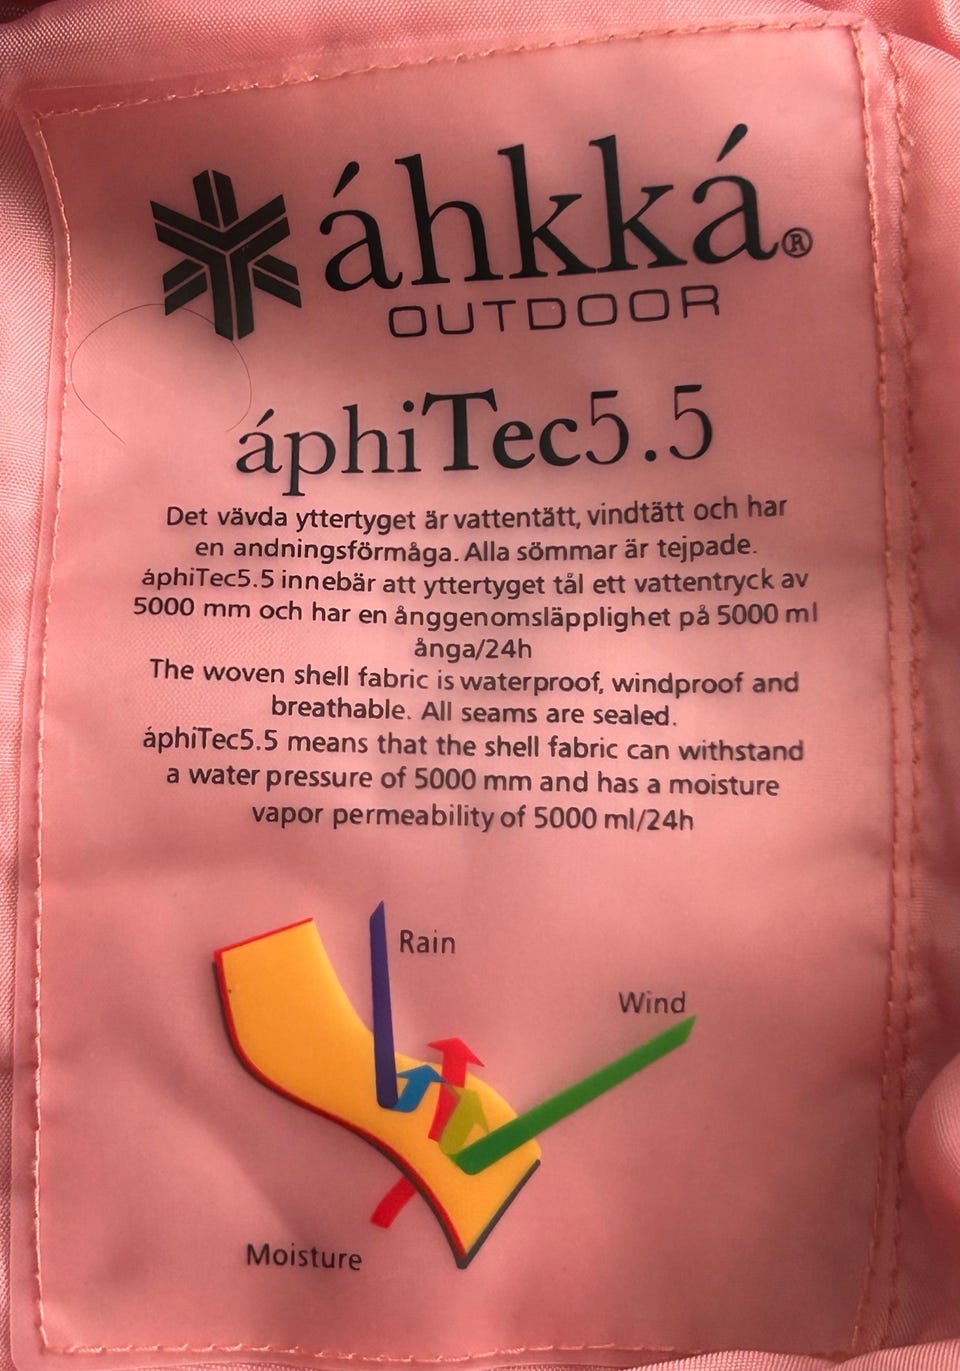 áhkká®
OUTDOOR
áphiTec5.5
Det vävda yttertyget är vattentätt, vindtätt och har
en andningsförmåga. Alla sömmar är tejpade.
áphiTec5.5 innebär att yttertyget tål ett vattentryck av
5000 mm och har en ånggenomsläpplighet på 5000 ml
ånga/24h
The woven shell fabric is waterproof, windproof and
breathable. All seams are sealed.
áphiTec5.5 means that the shell fabric can withstand
a water pressure of 5000 mm and has a moisture
vapor permeability of 5000 ml/24h
Rain
Wind
Moisture